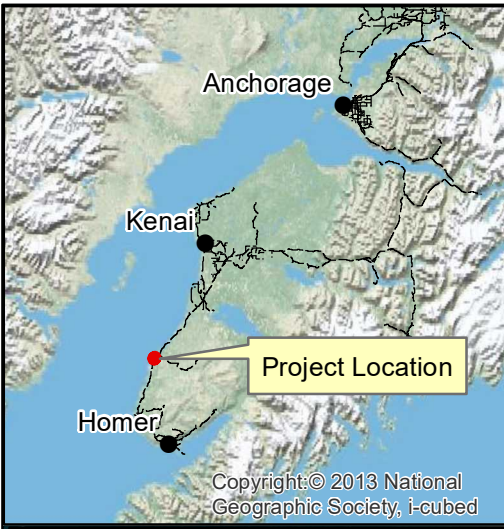 Anchorage
Kenai
Project Location
Homer
Copyright:© 2013 National
Geographic Society, i-cubed